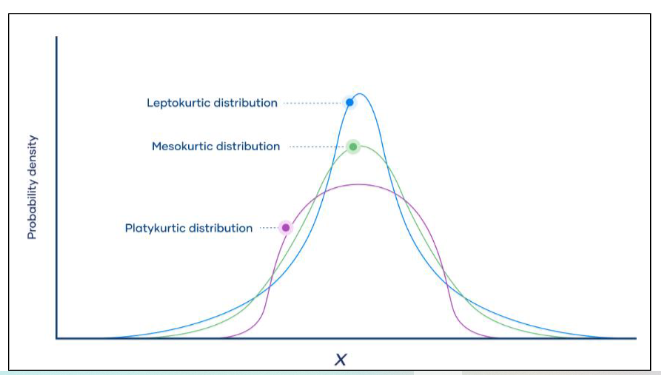 Leptokurtic distribution
Mesokurtic distribution
Platykurtic distribution
Probability density
X